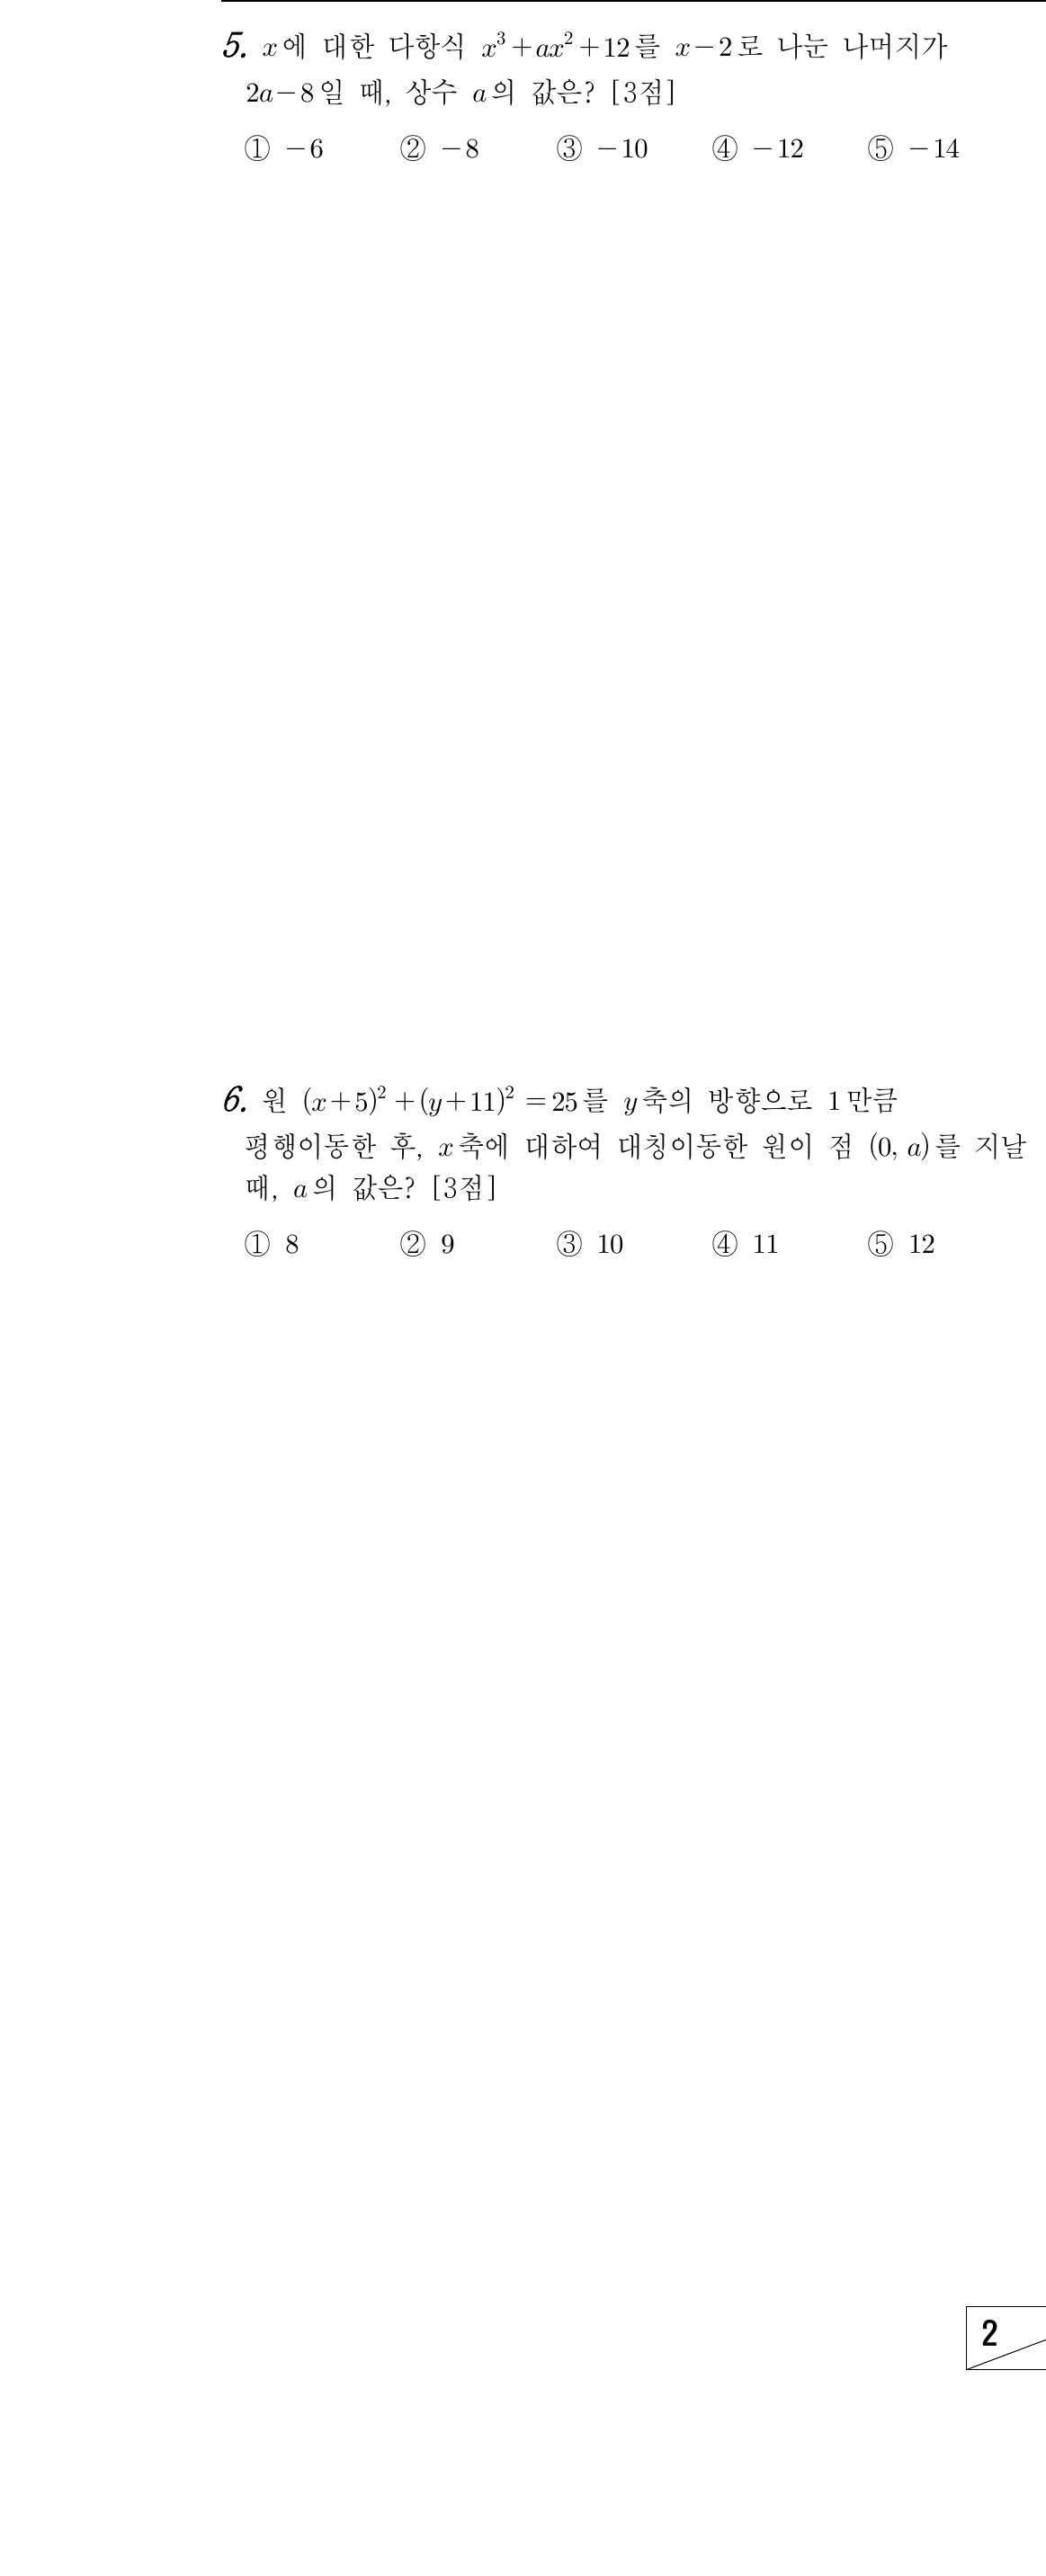 5. x에 대한 다항식 x³+ax²+12를 x−2로 나눈 나머지가
2a−8일 때, 상수 a의 값은? [3점]
① −6 ② −8 ③ −10 ④ −12 ⑤ −14
6. 원 (x+5)²+(y+11)²=25를 y축의 방향으로 1만큼
평행이동한 후, x축에 대하여 대칭이동한 원이 점 (0, a)를 지날
때, a의 값은? [3점]
① 8 ② 9 ③ 10 ④ 11 ⑤ 12
2